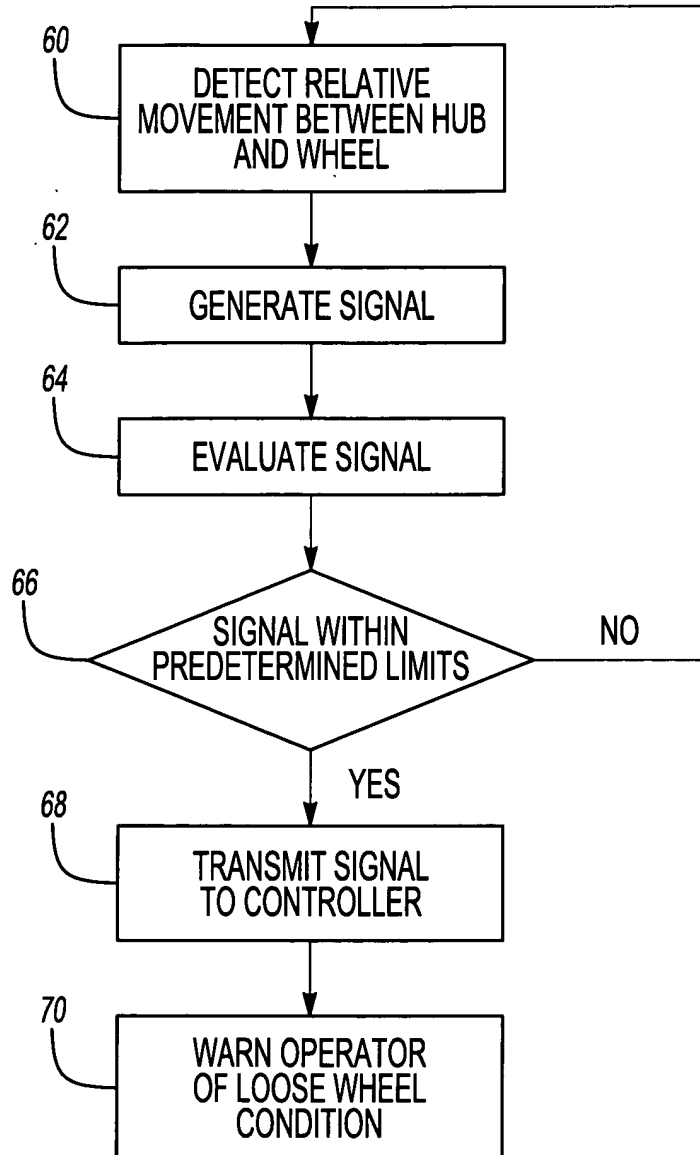 60
DETECT RELATIVE
MOVEMENT BETWEEN HUB
AND WHEEL
62
GENERATE SIGNAL
64
EVALUATE SIGNAL
66
SIGNAL WITHIN
PREDETERMINED LIMITS
NO
YES
68
TRANSMIT SIGNAL
TO CONTROLLER
70
WARN OPERATOR
OF LOOSE WHEEL
CONDITION